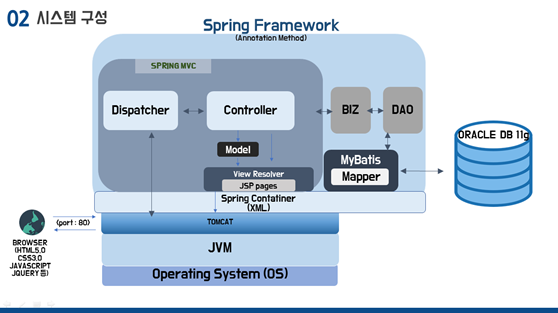 02 시스템 구성
Spring Framework
(Annotation Method)
SPRING MVC
Dispatcher
Controller
BIZ
DAO
ORACLE DB 11g
Model
MyBatis
Mapper
View Resolver
JSP pages
Spring Contatiner
(XML)
(port : 80)
TOMCAT
BROWSER
(HTML5.0
CSS3.0
JAVASCRIPT
JQUERY 등)
JVM
Operating System (OS)